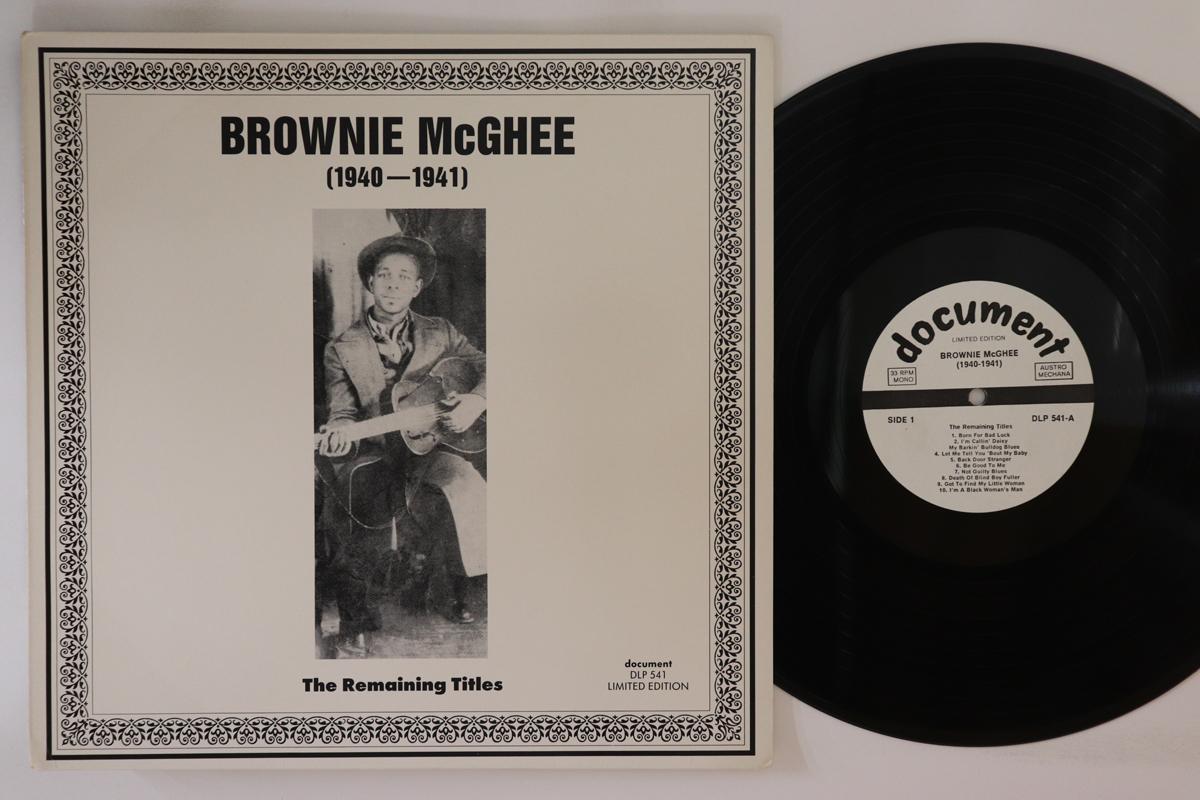 BROWNIE McGHEE
(1940—1941)
The Remaining Titles
document
DLP 541
LIMITED EDITION
document
LIMITED EDITION
BROWNIE McGHEE
(1940-1941)
33 RPM
MONO
AUSTRO
MECHANA
SIDE 1
DLP 541-A
The Remaining Titles
1. Born For Bad Luck
2. I'm Callin' Daisy
My Barkin' Bulldog Blues
4. Let Me Tell You 'Bout My Baby
5. Back Door Stranger
6. Be Good To Me
7. Not Guilty Blues
8. Death Of Blind Boy Fuller
9. Got To Find My Little Woman
10. I'm A Black Woman's Man